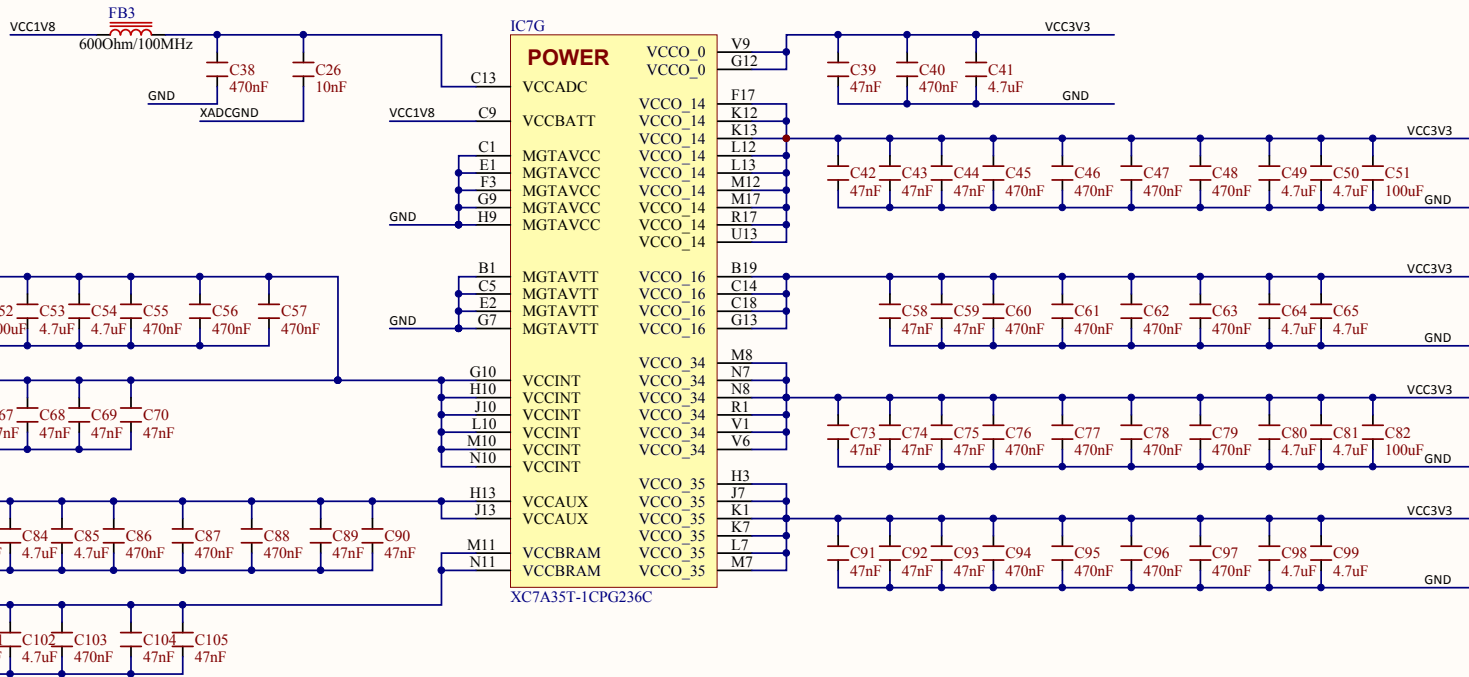 FB3
VCC1V8
600Ohm/100MHz
C38
470nF
C26
10nF
GND
XADCGND
VCC1V8
GND
GND
IC7G
POWER
C13 VCCADC
C9 VCCBATT
C1 MGTAVCC
E1 MGTAVCC
F3 MGTAVCC
G9 MGTAVCC
H9 MGTAVCC
B1 MGTAVTT
C5 MGTAVTT
E2 MGTAVTT
G7 MGTAVTT
G10 VCCINT
H10 VCCINT
J10 VCCINT
L10 VCCINT
M10 VCCINT
N10 VCCINT
H13 VCCAUX
J13 VCCAUX
M11 VCCBRAM
N11 VCCBRAM
VCCO_0 V9
VCCO_0 G12
VCCO_14 F17
VCCO_14 K12
VCCO_14 K13
VCCO_14 L12
VCCO_14 L13
VCCO_14 M12
VCCO_14 M17
VCCO_14 R17
VCCO_14 U13
VCCO_16 B19
VCCO_16 C14
VCCO_16 C18
VCCO_16 G13
VCCO_34 M8
VCCO_34 N7
VCCO_34 N8
VCCO_34 R1
VCCO_34 V1
VCCO_34 V6
VCCO_35 H3
VCCO_35 J7
VCCO_35 K1
VCCO_35 K7
VCCO_35 L7
VCCO_35 M7
XC7A35T-1CPG236C
C53 C54 C55 C56 C57
4.7uF 4.7uF 470nF 470nF 470nF
C68 C69 C70
47nF 47nF 47nF
C84 C85 C86 C87 C88 C89 C90
4.7uF 4.7uF 470nF 470nF 470nF 47nF 47nF
C102 C103 C104 C105
4.7uF 470nF 47nF 47nF
VCC3V3
C39 C40 C41
47nF 470nF 4.7uF
GND
VCC3V3
C42 C43 C44 C45 C46 C47 C48 C49 C50 C51
47nF 47nF 47nF 470nF 470nF 470nF 470nF 4.7uF 4.7uF 100uF
GND
VCC3V3
C58 C59 C60 C61 C62 C63 C64 C65
47nF 47nF 470nF 470nF 470nF 470nF 4.7uF 4.7uF
GND
VCC3V3
C73 C74 C75 C76 C77 C78 C79 C80 C81 C82
47nF 47nF 47nF 470nF 470nF 470nF 470nF 4.7uF 4.7uF 100uF
GND
VCC3V3
C91 C92 C93 C94 C95 C96 C97 C98 C99
47nF 47nF 47nF 470nF 470nF 470nF 470nF 4.7uF 4.7uF
GND